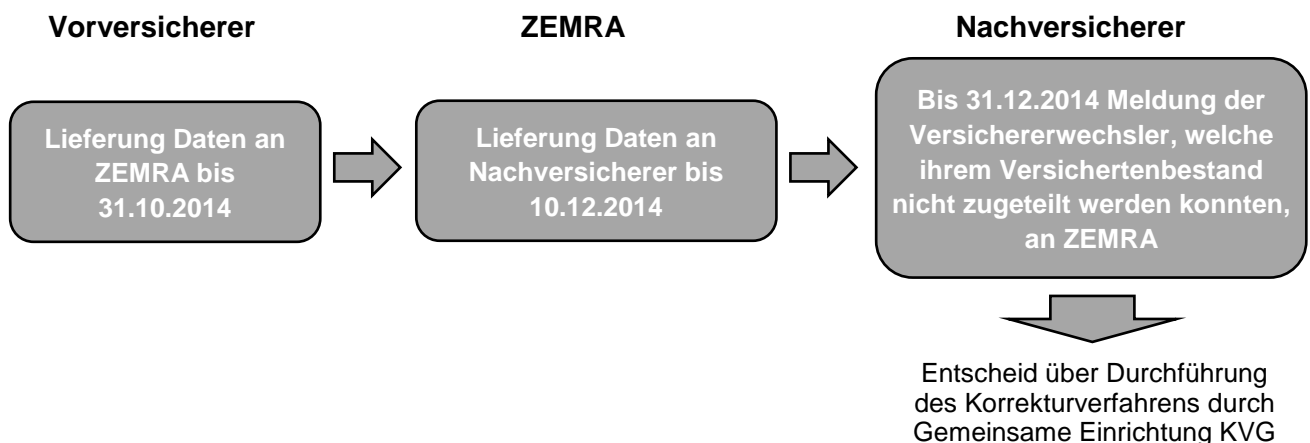 Vorversicherer
ZEMRA
Nachversicherer
Lieferung Daten an
ZEMRA bis
31.10.2014
Lieferung Daten an
Nachversicherer bis
10.12.2014
Bis 31.12.2014 Meldung der
Versichererwechsler, welche
ihrem Versichertenbestand
nicht zugeteilt werden konnten,
an ZEMRA
Entscheid über Durchführung
des Korrekturverfahrens durch
Gemeinsame Einrichtung KVG